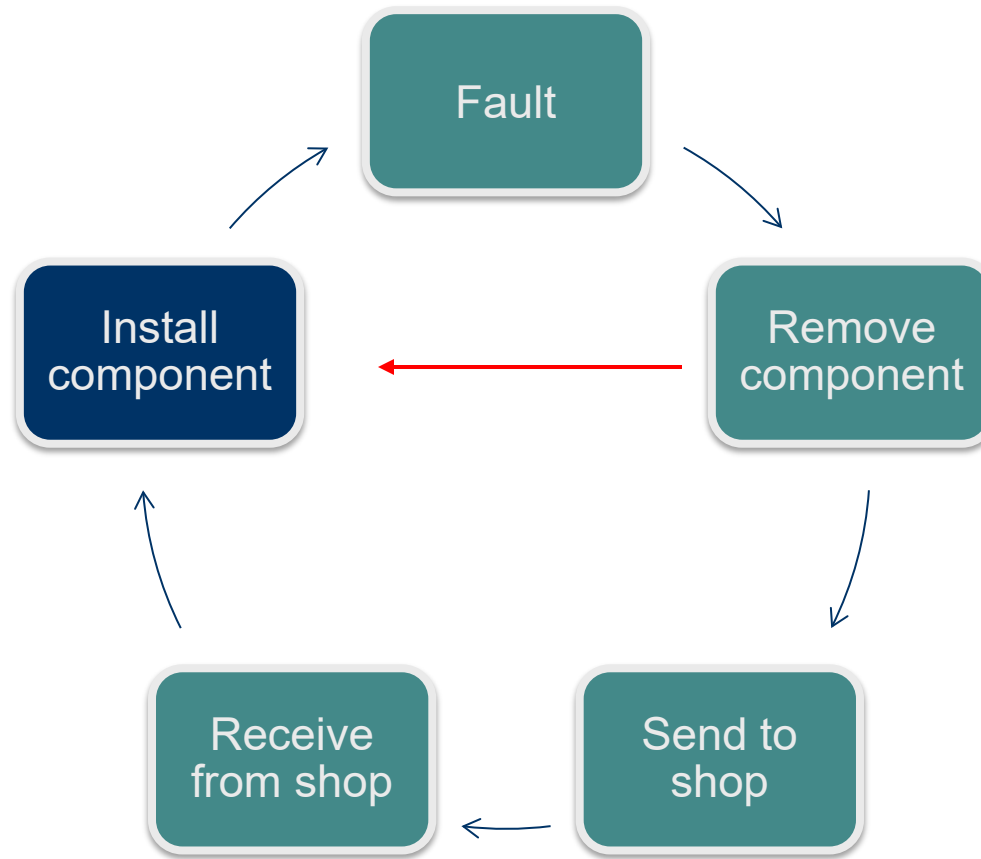 Fault
Install
component
Remove
component
Receive
from shop
Send to
shop